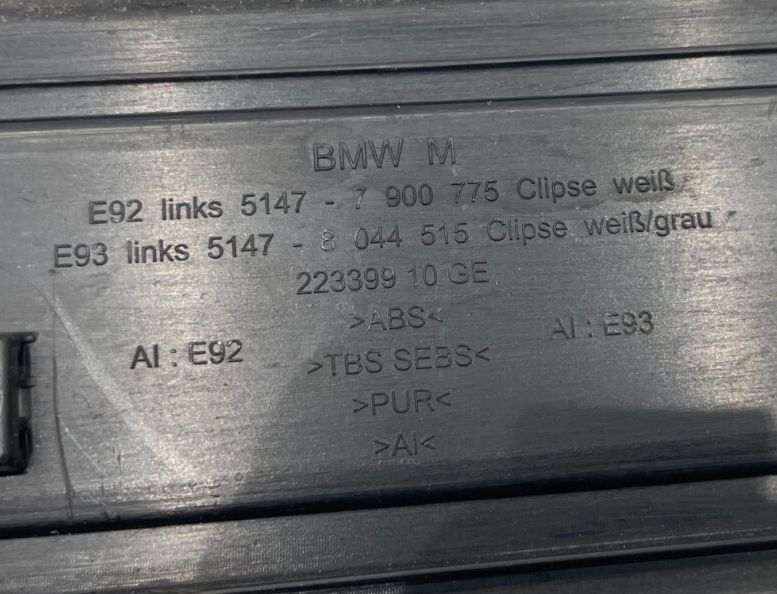 BMW M
E92 links 5147 - 7 900 775 Clipse weiß
E93 links 5147 - 8 044 515 Clipse weiß/grau
223399 10 GE
>ABS<
AI : E92
AI : E93
>TBS SEBS<
>PUR<
>AI<